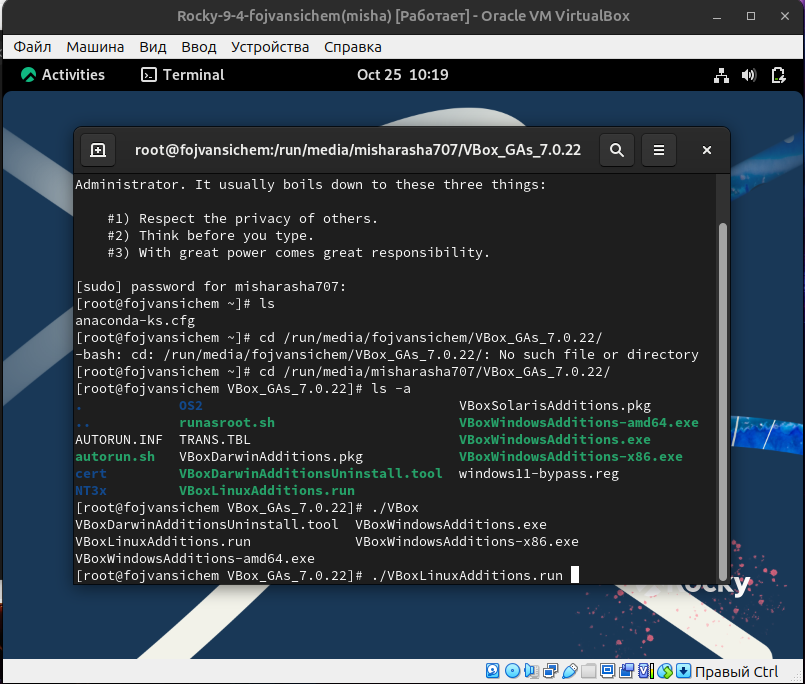 Rocky-9-4-fojvansichem(misha) [Работает] - Oracle VM VirtualBox
Файл Машина Вид Ввод Устройства Справка
Activities Terminal Oct 25 10:19
root@fojvansichem:/run/media/misharasha707/VBox_GAs_7.0.22
Administrator. It usually boils down to these three things:
#1) Respect the privacy of others.
#2) Think before you type.
#3) With great power comes great responsibility.
[sudo] password for misharasha707:
[root@fojvansichem ~]# ls
anaconda-ks.cfg
[root@fojvansichem ~]# cd /run/media/fojvansichem/VBox_GAs_7.0.22/
-bash: cd: /run/media/fojvansichem/VBox_GAs_7.0.22/: No such file or directory
[root@fojvansichem ~]# cd /run/media/misharasha707/VBox_GAs_7.0.22/
[root@fojvansichem VBox_GAs_7.0.22]# ls -a
. OS2 VBoxSolarisAdditions.pkg
.. runasroot.sh VBoxWindowsAdditions-amd64.exe
AUTORUN.INF TRANS.TBL VBoxWindowsAdditions.exe
autorun.sh VBoxDarwinAdditions.pkg VBoxWindowsAdditions-x86.exe
cert VBoxDarwinAdditionsUninstall.tool windows11-bypass.reg
NT3x VBoxLinuxAdditions.run
[root@fojvansichem VBox_GAs_7.0.22]# ./VBox
VBoxDarwinAdditionsUninstall.tool VBoxWindowsAdditions.exe
VBoxLinuxAdditions.run VBoxWindowsAdditions-x86.exe
VBoxWindowsAdditions-amd64.exe
[root@fojvansichem VBox_GAs_7.0.22]# ./VBoxLinuxAdditions.run
Rocky
Правый Ctrl